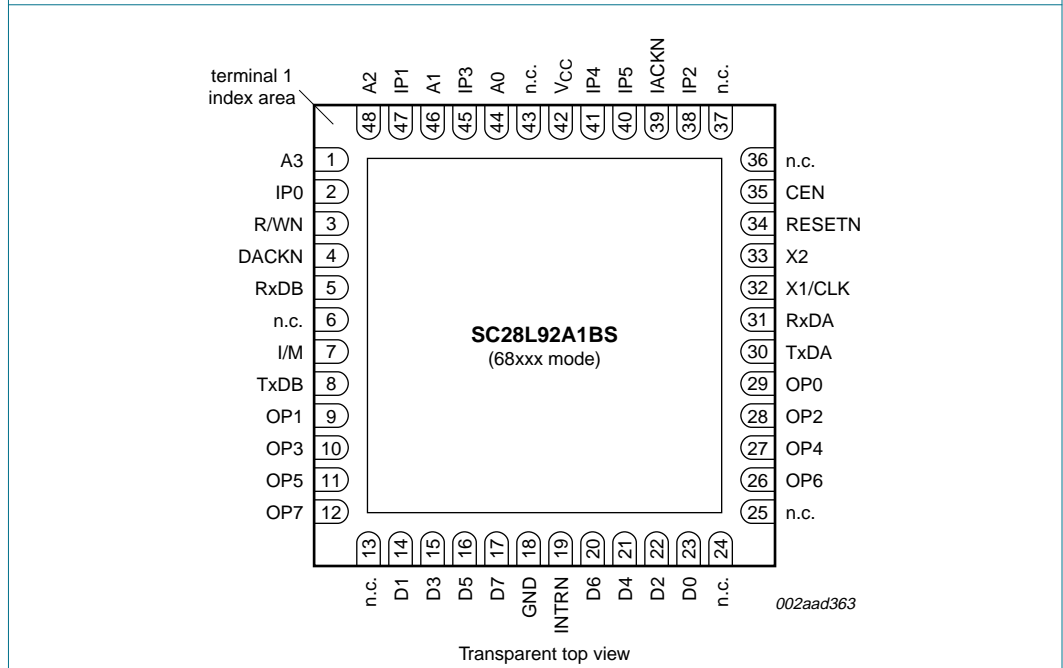 terminal 1
index area
A2 IP1 A1 IP3 A0 n.c. VCC IP4 IP5 IACKN IP2 n.c.
48 47 46 45 44 43 42 41 40 39 38 37
A3 1 36 n.c.
IP0 2 35 CEN
R/WN 3 34 RESETN
DACKN 4 33 X2
RxDB 5 32 X1/CLK
n.c. 6 31 RxDA
I/M 7 30 TxDA
TxDB 8 29 OP0
OP1 9 28 OP2
OP3 10 27 OP4
OP5 11 26 OP6
OP7 12 25 n.c.
SC28L92A1BS
(68xxx mode)
13 14 15 16 17 18 19 20 21 22 23 24
n.c. D1 D3 D5 D7 GND INTRN D6 D4 D2 D0 n.c.
002aad363
Transparent top view